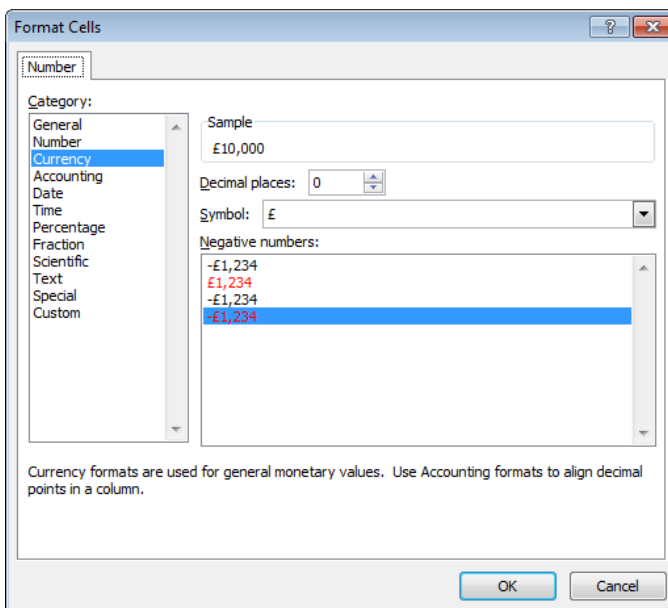 Format Cells
Number
Category:
General
Number
Currency
Accounting
Date
Time
Percentage
Fraction
Scientific
Text
Special
Custom
Sample
£10,000
Decimal places: 0
Symbol: £
Negative numbers:
-£1,234
£1,234
-£1,234
-£1,234
Currency formats are used for general monetary values. Use Accounting formats to align decimal
points in a column.
OK Cancel